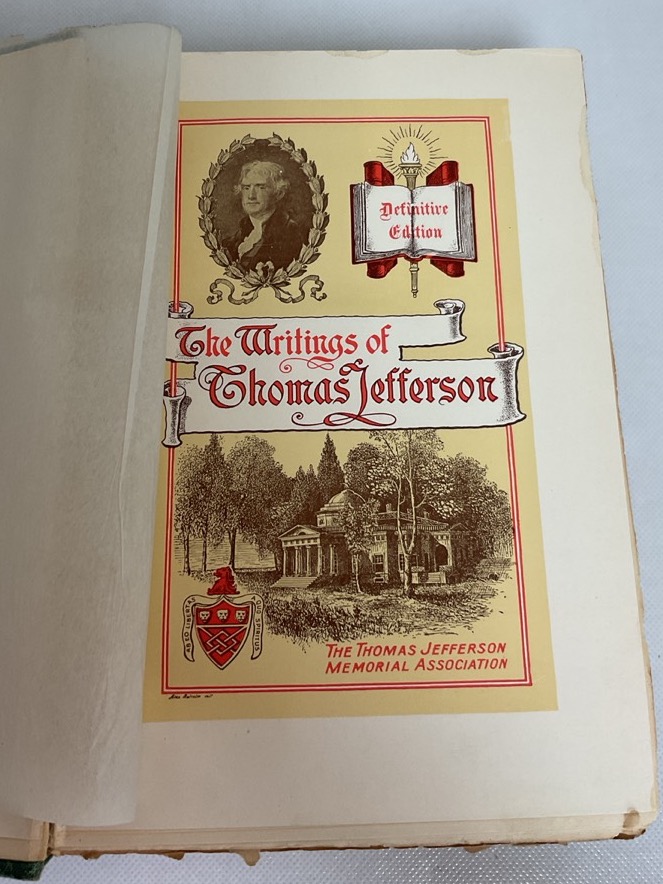 Definitive
Edition
The Writings of
Thomas Jefferson
THE THOMAS JEFFERSON
MEMORIAL ASSOCIATION